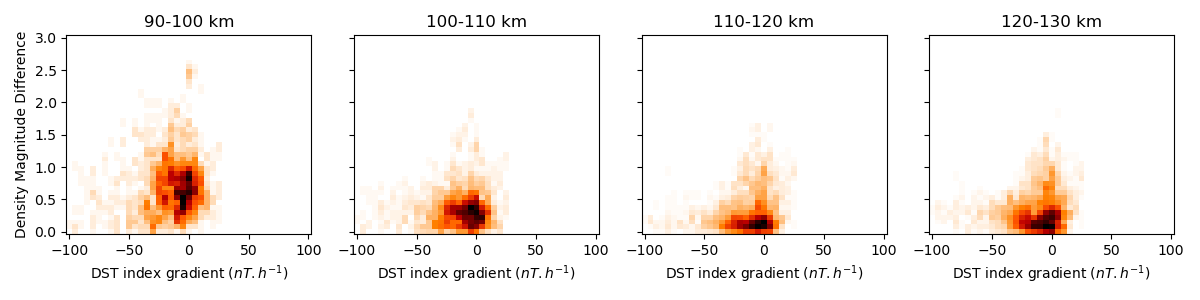 90-100 km
100-110 km
110-120 km
120-130 km
Density Magnitude Difference
3.0
2.5
2.0
1.5
1.0
0.5
0.0
−100 −50 0 50 100
−100 −50 0 50 100
−100 −50 0 50 100
−100 −50 0 50 100
DST index gradient (nT.h⁻¹)
DST index gradient (nT.h⁻¹)
DST index gradient (nT.h⁻¹)
DST index gradient (nT.h⁻¹)